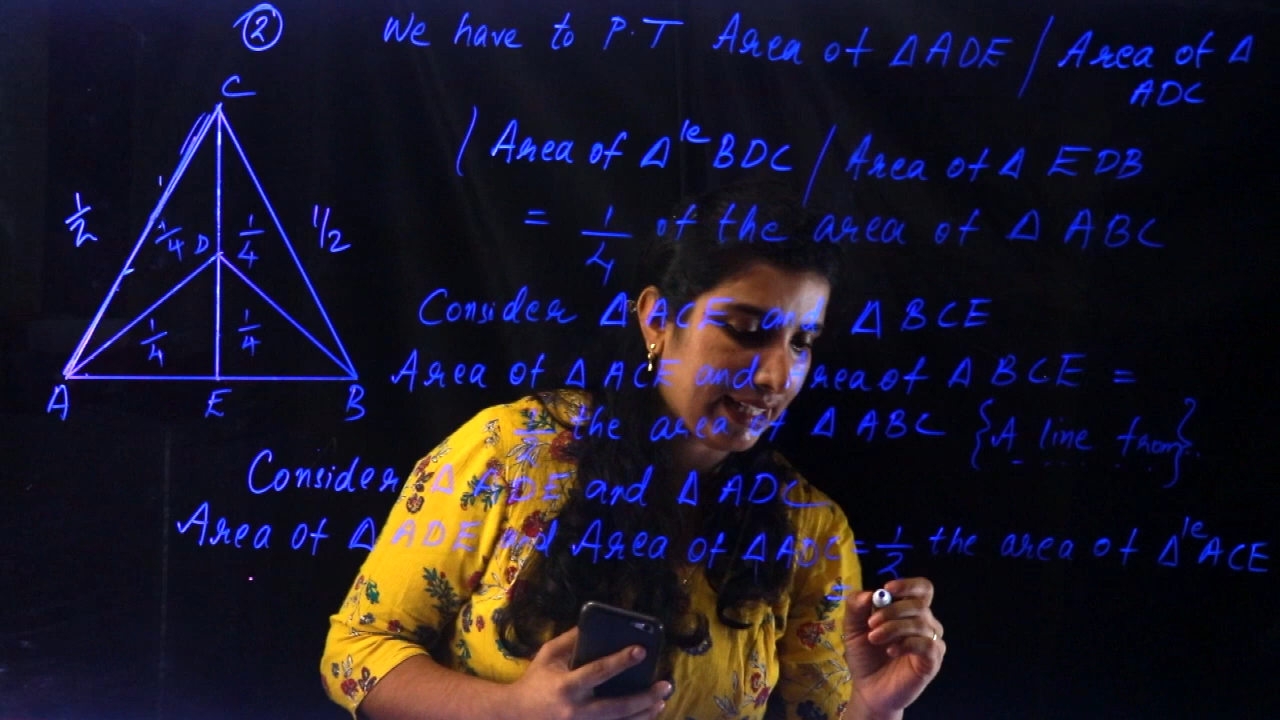 2
We have to P.T Area of Δ ADE / Area of Δ
ADC
/ Area of Δle BDC / Area of Δ EDB
= 1/4 of the area of Δ ABC
Consider Δ ACE and Δ BCE
Area of Δ ACE and Area of Δ BCE =
1/2 the area of Δ ABC {A line from}
Consider Δ ADE and Δ ADC
Area of Δ ADE and Area of Δ ADC = 1/2 the area of Δle ACE
=
C
1/2 1/4 D 1/4 1/2
1/4 1/4
A E B